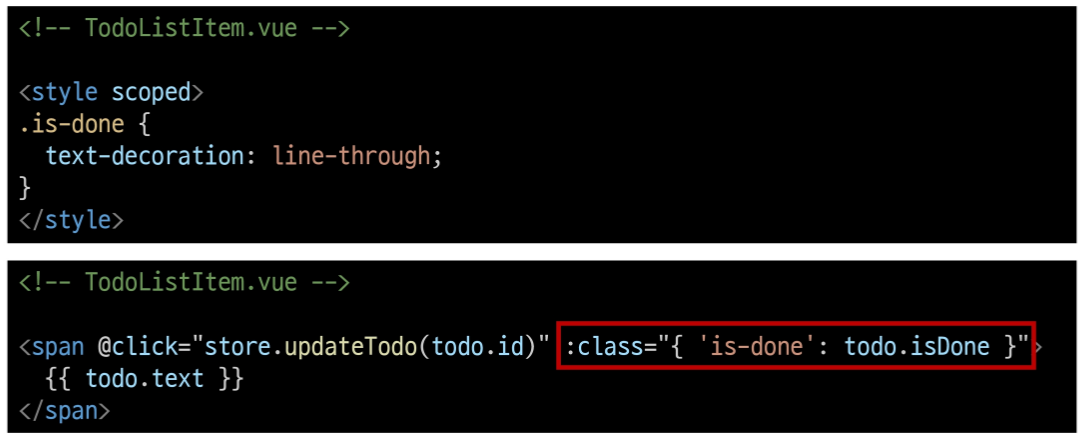 <!-- TodoListItem.vue -->
<style scoped>
.is-done {
  text-decoration: line-through;
}
</style>
<!-- TodoListItem.vue -->
<span @click="store.updateTodo(todo.id)" :class="{ 'is-done': todo.isDone }">
  {{ todo.text }}
</span>